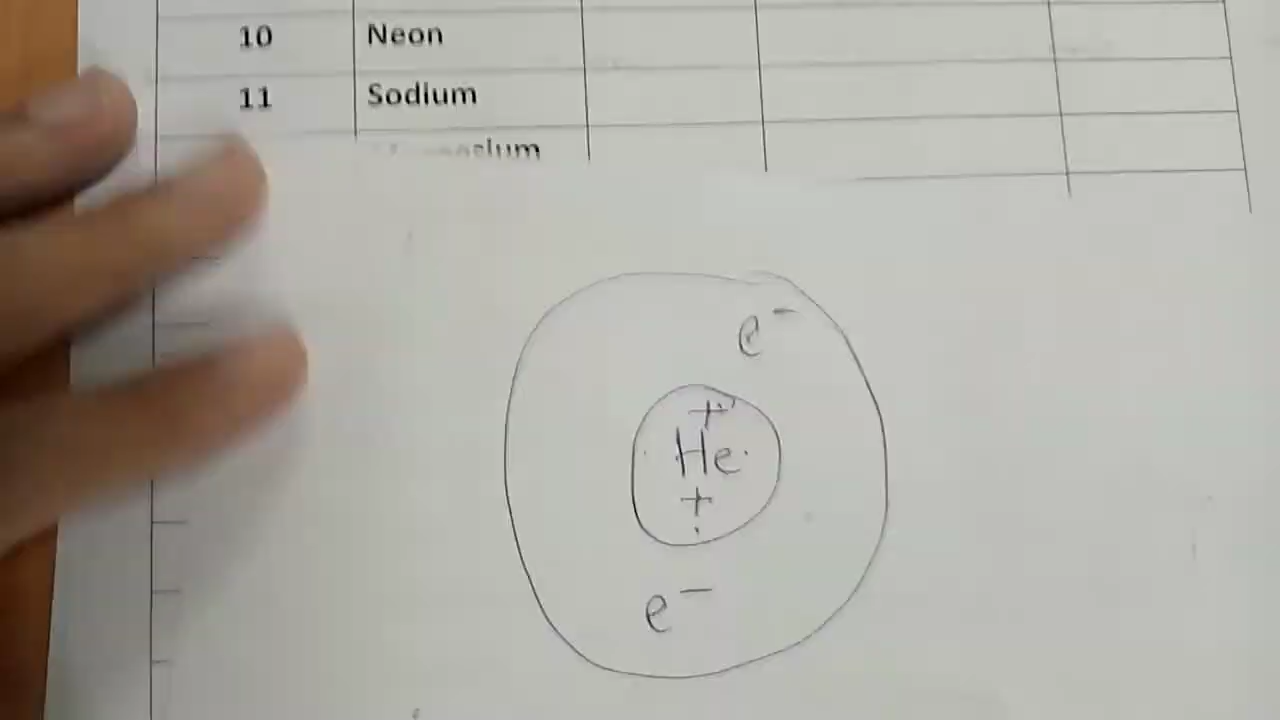 10 Neon
11 Sodium
e⁻
+
He
+
e⁻